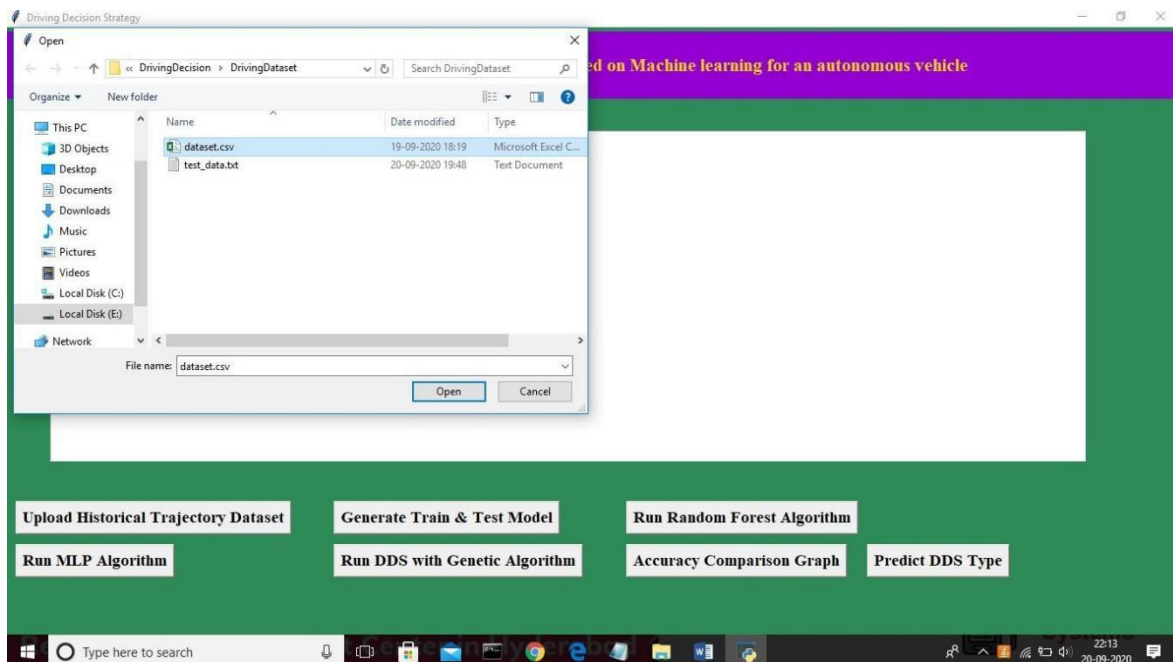 Driving Decision Strategy
Open
ed on Machine learning for an autonomous vehicle
« DrivingDecision › DrivingDataset
Search DrivingDataset
Organize
New folder
Name
Date modified
Type
This PC
3D Objects
Desktop
Documents
Downloads
Music
Pictures
Videos
Local Disk (C:)
Local Disk (E:)
Network
dataset.csv 19-09-2020 18:19 Microsoft Excel C...
test_data.txt 20-09-2020 19:48 Text Document
File name: dataset.csv
Open
Cancel
Upload Historical Trajectory Dataset
Generate Train & Test Model
Run Random Forest Algorithm
Run MLP Algorithm
Run DDS with Genetic Algorithm
Accuracy Comparison Graph
Predict DDS Type
Type here to search
22:13
20-09-2020